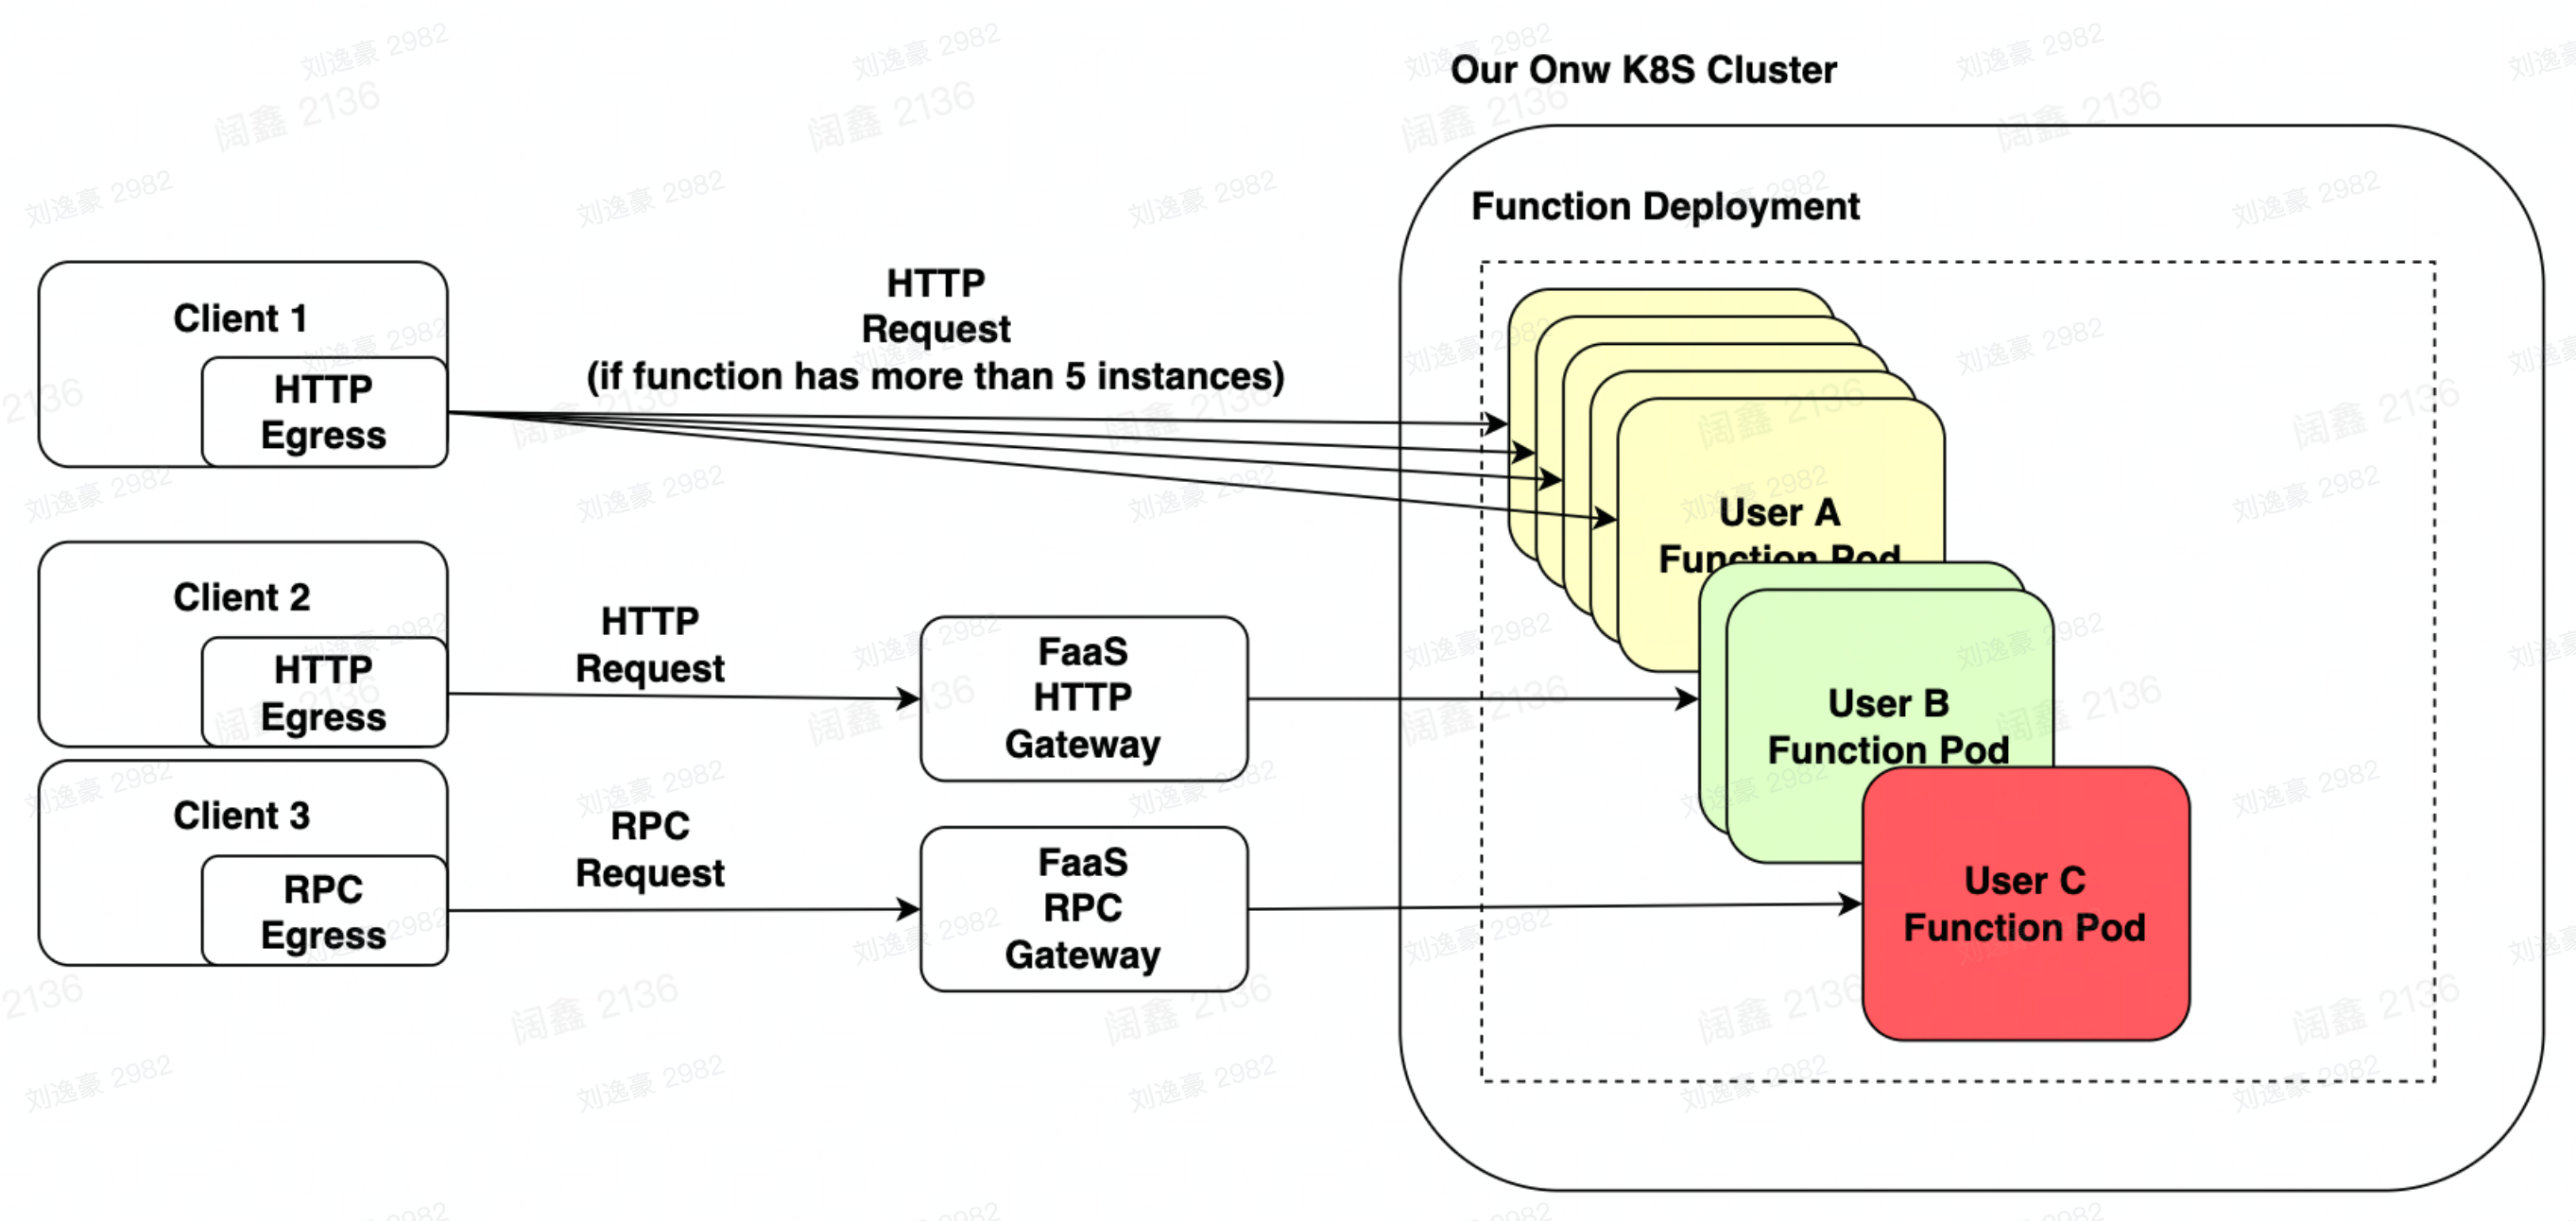 Our Onw K8S Cluster
Function Deployment
Client 1
HTTP
Egress
HTTP
Request
(if function has more than 5 instances)
User A
Function Pod
Client 2
HTTP
Egress
HTTP
Request
FaaS
HTTP
Gateway
User B
Function Pod
Client 3
RPC
Egress
RPC
Request
FaaS
RPC
Gateway
User C
Function Pod
刘逸豪 2982
阔鑫 2136